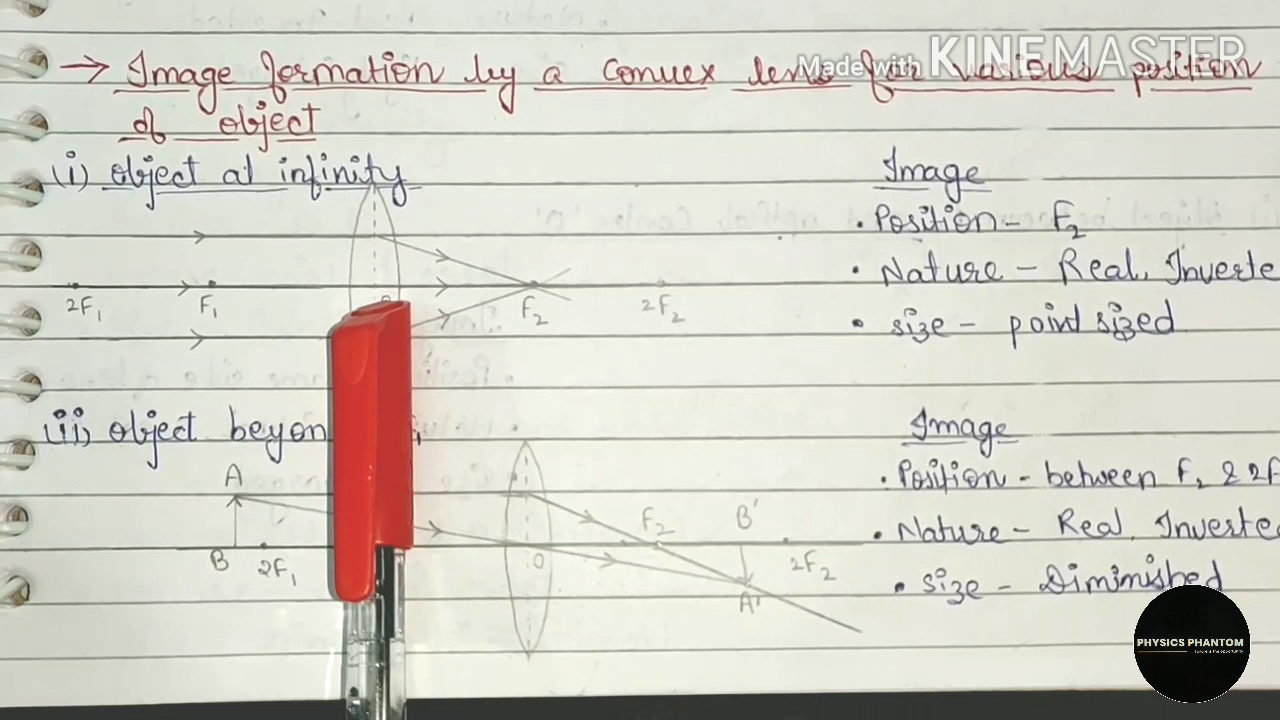 → Image formation by a convex lens for various position
of object
Made with KINEMASTER
(i) object at infinity
2F₁ F₁ F₂ 2F₂
Image
• Position - F₂
• Nature - Real, Inverte
• size - point sized
(ii) object beyon
A
B 2F₁ O F₂ B' 2F₂
A'
Image
• Position - between F₂ & 2F
• Nature - Real, Inverte
• size - Diminished
PHYSICS PHANTOM